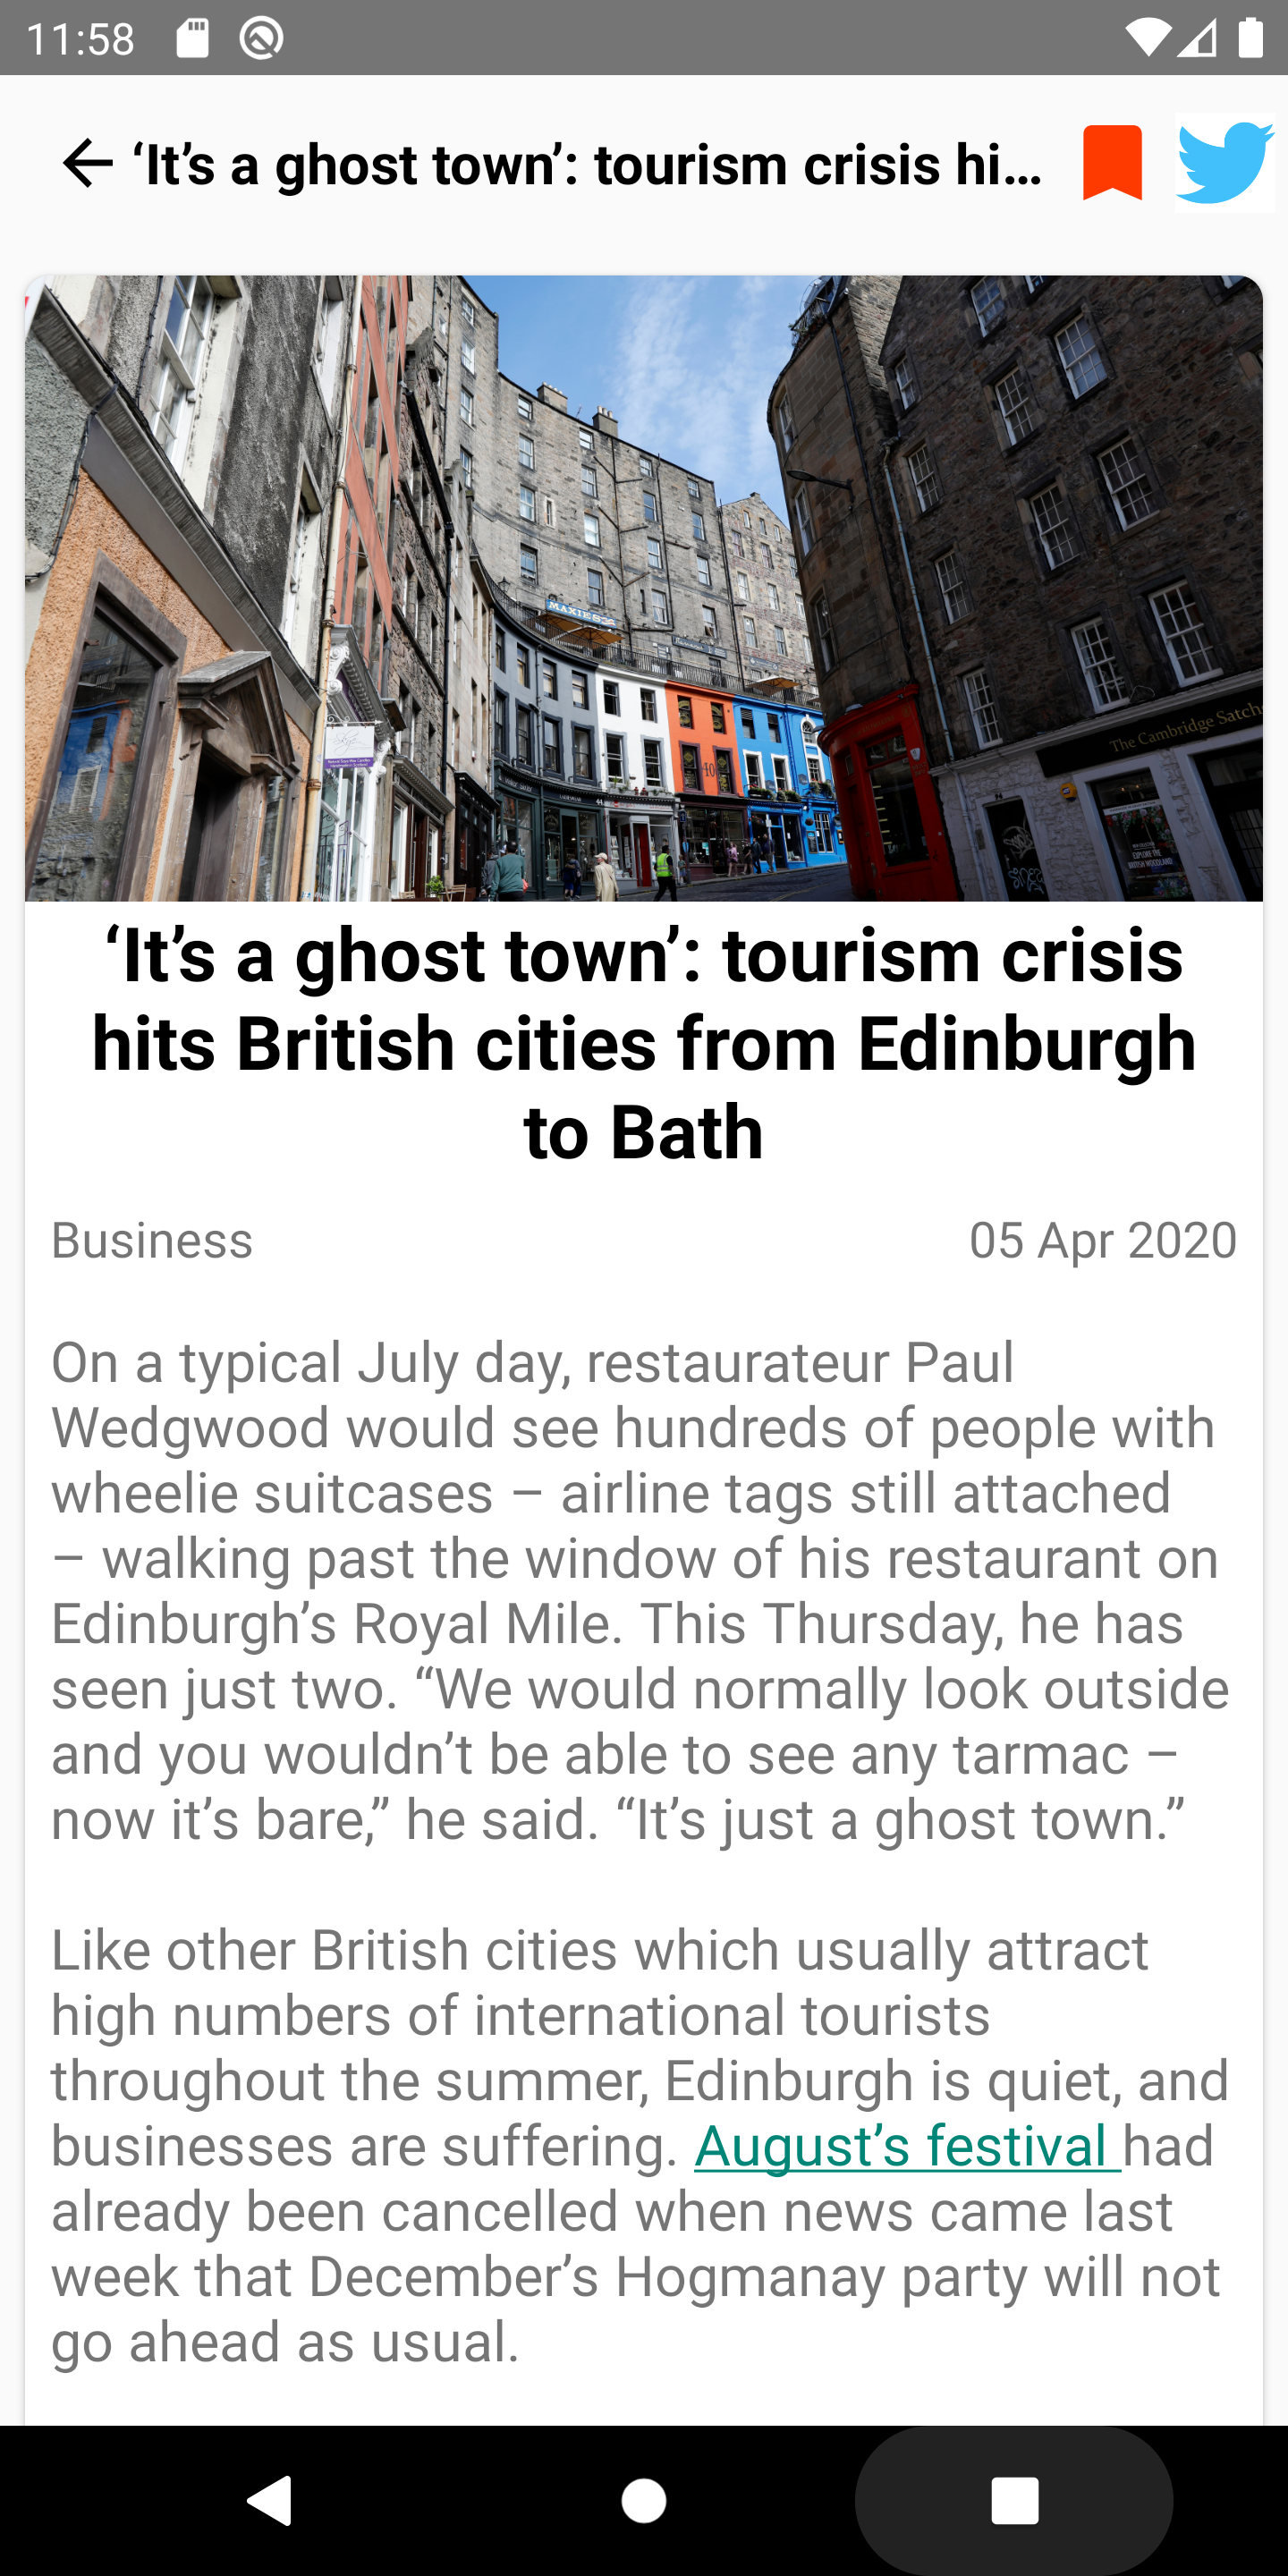 11:58
‘It’s a ghost town’: tourism crisis hi...
MAXIE'S
The Cambridge Satch
‘It’s a ghost town’: tourism crisis
hits British cities from Edinburgh
to Bath
Business
05 Apr 2020
On a typical July day, restaurateur Paul
Wedgwood would see hundreds of people with
wheelie suitcases – airline tags still attached
– walking past the window of his restaurant on
Edinburgh’s Royal Mile. This Thursday, he has
seen just two. “We would normally look outside
and you wouldn’t be able to see any tarmac –
now it’s bare,” he said. “It’s just a ghost town.”
Like other British cities which usually attract
high numbers of international tourists
throughout the summer, Edinburgh is quiet, and
businesses are suffering. August’s festival had
already been cancelled when news came last
week that December’s Hogmanay party will not
go ahead as usual.